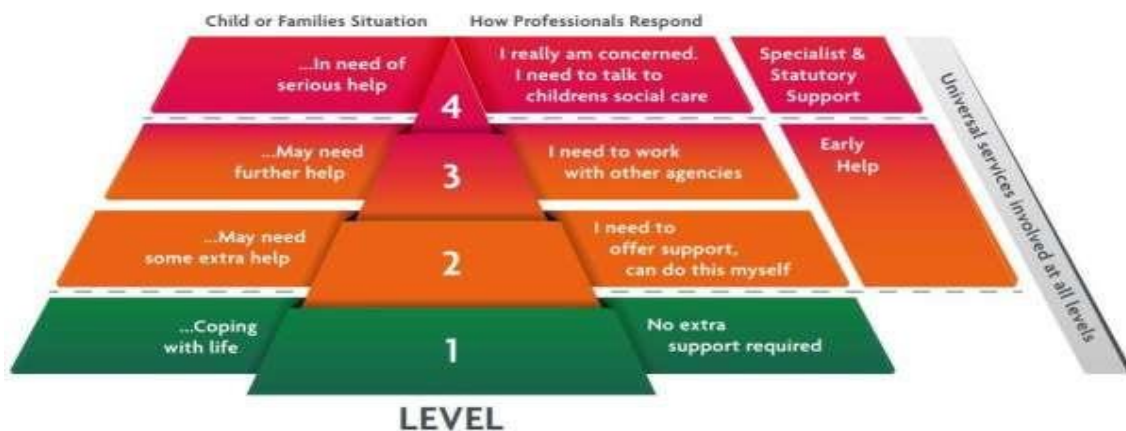 Child or Families Situation
How Professionals Respond
...In need of
serious help
4
I really am concerned.
I need to talk to
childrens social care
Specialist &
Statutory
Support
...May need
further help
3
I need to work
with other agencies
Early
Help
...May need
some extra help
2
I need to
offer support,
can do this myself
...Coping
with life
1
No extra
support required
Universal services involved at all levels
LEVEL